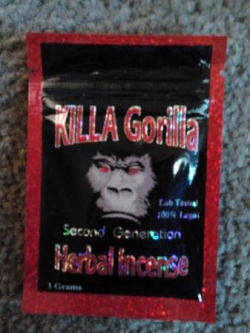 KILLA Gorilla
Lab Tested
100% Legal
Second Generation
Herbal Incense
3 Grams